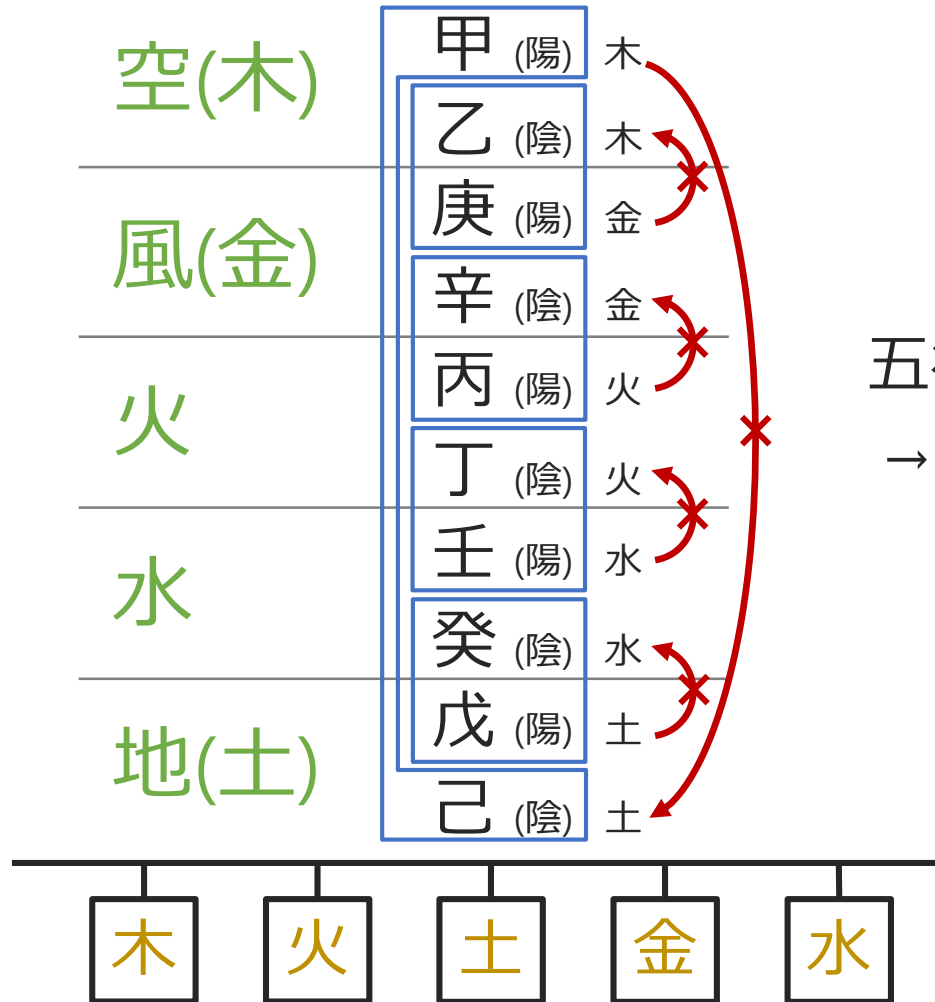 空(木)
甲 (陽) 木
乙 (陰) 木
風(金)
庚 (陽) 金
辛 (陰) 金
火
丙 (陽) 火
丁 (陰) 火
水
壬 (陽) 水
癸 (陰) 水
地(土)
戊 (陽) 土
己 (陰) 土
五
→
木 火 土 金 水